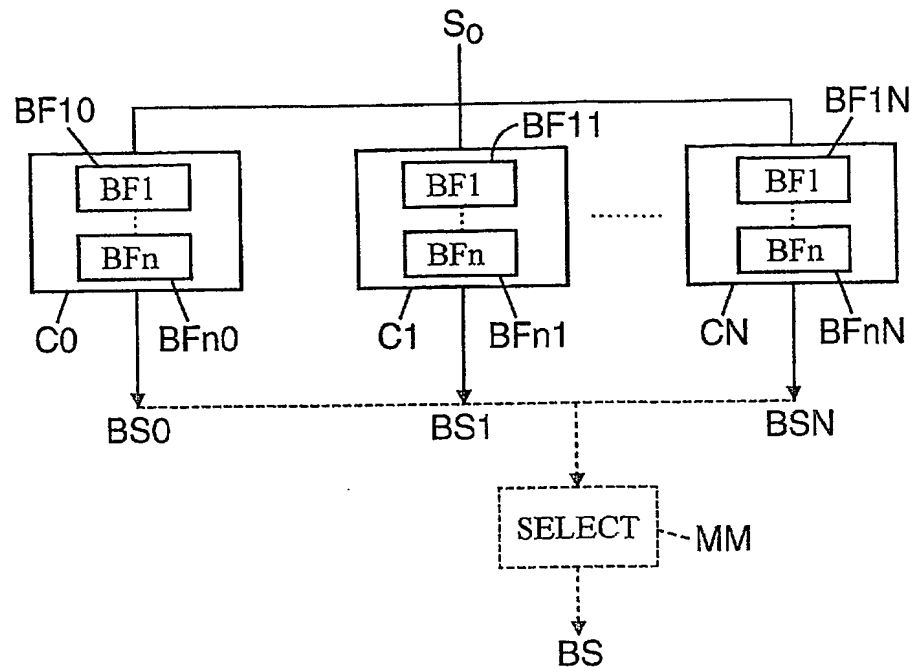 S0
BF10
BF11
BF1N
BF1
BF1
BF1
BFn
BFn
BFn
C0
BFn0
C1
BFn1
CN
BFnN
BS0
BS1
BSN
SELECT
MM
BS